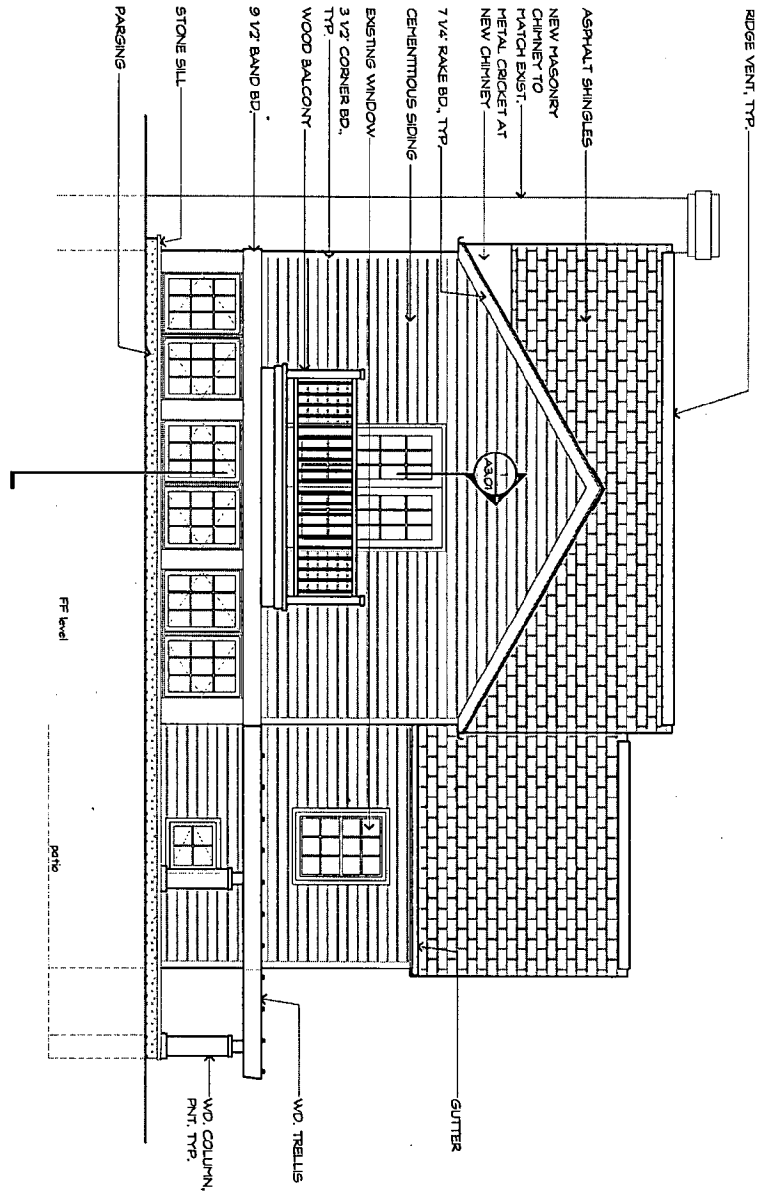 RIDGE VENT, TYP.
ASPHALT SHINGLES
NEW MASONRY
CHIMNEY TO
MATCH EXIST.
METAL CRICKET AT
NEW CHIMNEY
7 1/4" RAKE BD., TYP.
CEMENTITIOUS SIDING
EXISTING WINDOW
3 1/2" CORNER BD.,
TYP.
WOOD BALCONY
9 1/2" BAND BD.
STONE SILL
PARGING
1
A3.01
FF level
patio
GUTTER
WD. TRELLIS
WD. COLUMN,
PNT. TYP.